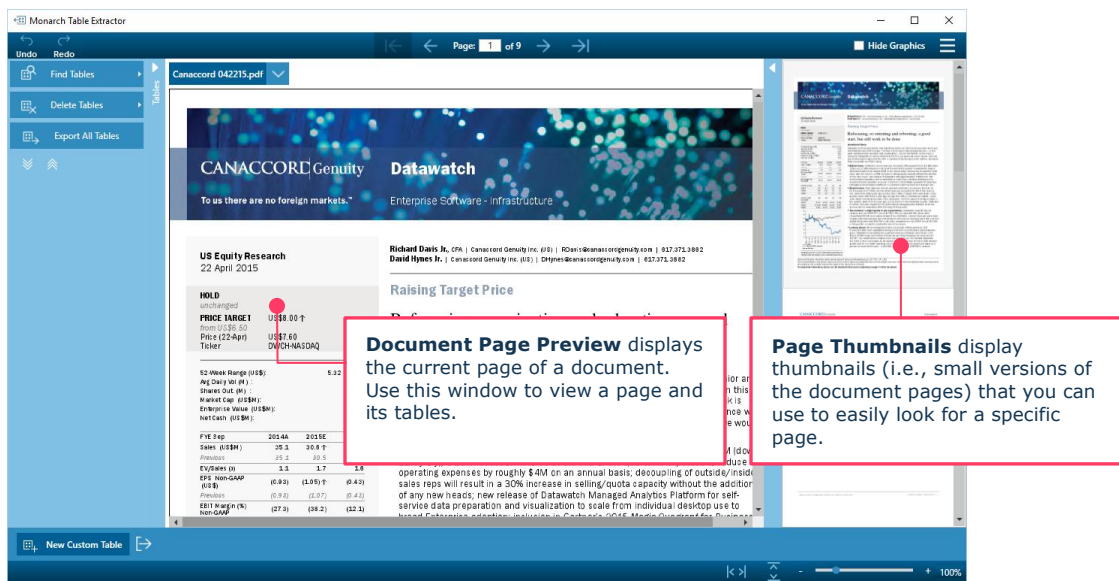 Monarch Table Extractor
Undo Redo
Page: 1 of 9
Hide Graphics
Find Tables
Delete Tables
Export All Tables
Tables
Canaccord 042215.pdf
CANACCORD Genuity
To us there are no foreign markets.™
Datawatch
Enterprise Software - Infrastructure
US Equity Research
22 April 2015
Richard Davis Jr., CFA | Canaccord Genuity Inc. (US) | RDavis@canaccordgenuity.com | 617.371.3882
David Hynes Jr. | Canaccord Genuity Inc. (US) | DHynes@canaccordgenuity.com | 617.371.3882
Raising Target Price
HOLD
unchanged
PRICE TARGET US$8.00 ↑
from US$6.50
Price (22-Apr) US$7.60
Ticker DWCH-NASDAQ
52-Week Range (US$): 5.32
Avg Daily Vol (M) :
Shares Out. (M) :
Market Cap (US$M):
Enterprise Value (US$M):
Net Cash (US$M):
FYE Sep 2014A 2015E
Sales (US$M) 35.1 30.8 ↑
Previous 35.1 30.5
EV/Sales (x) 1.1 1.7 1.6
EPS Non-GAAP (0.93) (1.05) ↑ (0.43)
(US$)
Previous (0.93) (1.07) (0.43)
EBIT Margin (%) (27.3) (38.2) (12.1)
Non-GAAP
operating expenses by roughly $4M on an annual basis; decoupling of outside/inside
sales reps will result in a 30% increase in selling/quota capacity without the addition
of any new heads; new release of Datawatch Managed Analytics Platform for self-
service data preparation and visualization to scale from individual desktop use to
Document Page Preview displays
the current page of a document.
Use this window to view a page and
its tables.
Page Thumbnails display
thumbnails (i.e., small versions of
the document pages) that you can
use to easily look for a specific
page.
New Custom Table
- + 100%